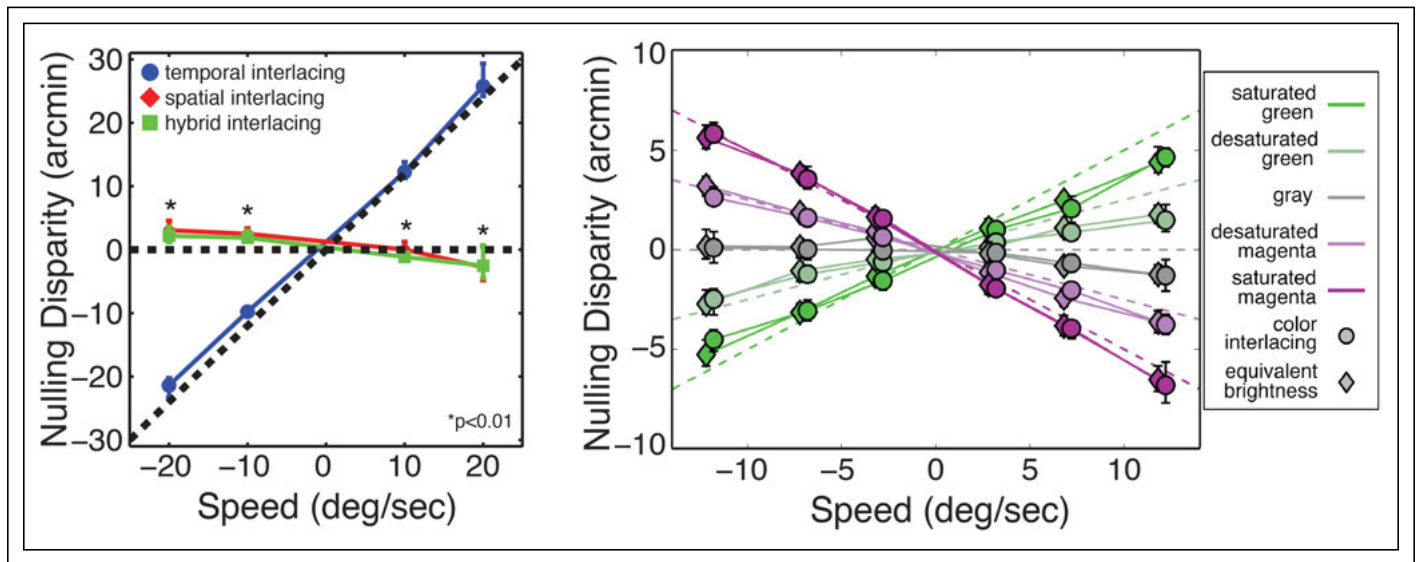 Nulling Disparity (arcmin)
30
20
10
0
−10
−20
−30
temporal interlacing
spatial interlacing
hybrid interlacing
*
*
*
*
*p<0.01
−20
−10
0
10
20
Speed (deg/sec)
Nulling Disparity (arcmin)
10
5
0
−5
−10
−10
−5
0
5
10
Speed (deg/sec)
saturated
green
desaturated
green
gray
desaturated
magenta
saturated
magenta
color
interlacing
equivalent
brightness